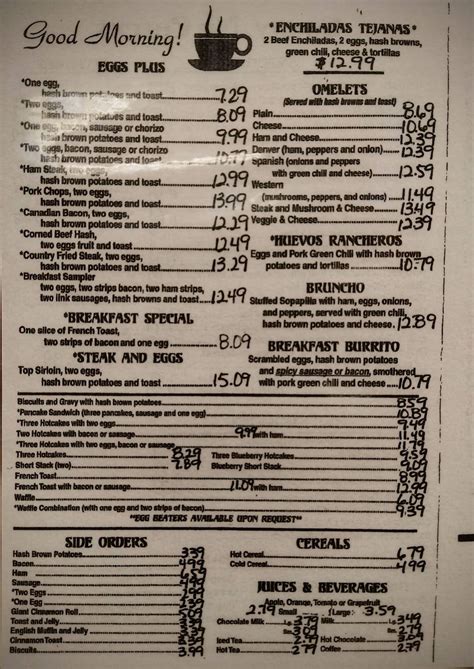 Good Morning!
EGGS PLUS
*One egg,
hash brown potatoes and toast 7.29
*Two eggs,
hash brown potatoes and toast 8.09
*One egg, bacon, sausage or chorizo
hash brown potatoes and toast 9.99
*Two eggs, bacon, sausage or chorizo
hash brown potatoes and toast 10.79
*Ham Steak, two eggs,
hash brown potatoes and toast 12.99
*Pork Chops, two eggs,
hash brown potatoes and toast 13.99
*Canadian Bacon, two eggs,
hash brown potatoes and toast 12.29
*Corned Beef Hash,
two eggs fruit and toast 12.49
*Country Fried Steak, two eggs,
hash brown potatoes and toast 13.29
*Breakfast Sampler
two eggs, two strips bacon, two ham strips,
two link sausages, hash brown and toast 12.49
*BREAKFAST SPECIAL
One slice of French Toast,
two strips of bacon and one egg 8.09
*STEAK AND EGGS
Top Sirloin, two eggs,
hash brown potatoes and toast 15.09
*ENCHILADAS TEJANAS*
2 Beef Enchiladas, 2 eggs, hash browns,
green chili, cheese & tortillas
$12.99
OMELETS
(Served with hash browns and toast)
Plain 8.69
Cheese 10.69
Ham and Cheese 12.39
Denver (ham, peppers and onion) 12.39
Spanish (onions and peppers
with green chili and cheese) 12.59
Western
(mushrooms, peppers, and onions) 11.49
Steak and Mushroom & Cheese 13.49
Veggie & Cheese 12.39
*HUEVOS RANCHEROS
Eggs and Pork Green Chili with hash brown
potatoes and tortillas 10.79
BRUNCHO
Stuffed Sopapilla with ham, eggs, onions,
and peppers, served with green chili,
hash browns and cheese 12.89
BREAKFAST BURRITO
Scrambled eggs, hash brown potatoes
and spicy sausage or bacon, smothered
with pork green chili and cheese 10.79
Biscuits and Gravy with hash brown potatoes 8.59
*Pancake Sandwich (three pancakes, sausage and one egg) 10.89
*Three Hotcakes with two eggs 9.49
Two Hotcakes with bacon or sausage 9.99 with ham 11.49
*Three Hotcakes with two eggs, bacon or sausage 11.79
Three Hotcakes 8.29 Three Blueberry Hotcakes 9.59
Short Stack (two) 7.89 Blueberry Short Stack 9.09
French Toast 8.99
French Toast with bacon or sausage 11.09 with ham 12.99
Waffle 6.09
*Waffle Combination (with one egg and two strips of bacon) 9.39
*EGG BEATERS AVAILABLE UPON REQUEST*
SIDE ORDERS
Hash Brown Potatoes 3.39
Bacon 4.99
Ham 6.59
Sausage 4.99
*Two Eggs 2.99
*One Egg 2.39
Giant Cinnamon Roll 5.09
Toast and Jelly 3.39
English Muffin and Jelly 3.39
Cinnamon Toast 3.39
Biscuits 3.39
CEREALS
Hot Cereal 6.79
Cold Cereal 4.99
JUICES & BEVERAGES
Apple, Orange, Tomato or Grapefruit
2.79 Small Large 3.59
Chocolate Milk Sm. 2.79 Milk Sm. 2.79
Lg. 3.09 Lg. 3.09
Iced Tea 2.79 Hot Chocolate 2.79
Hot Tea 2.79 Coffee 2.79